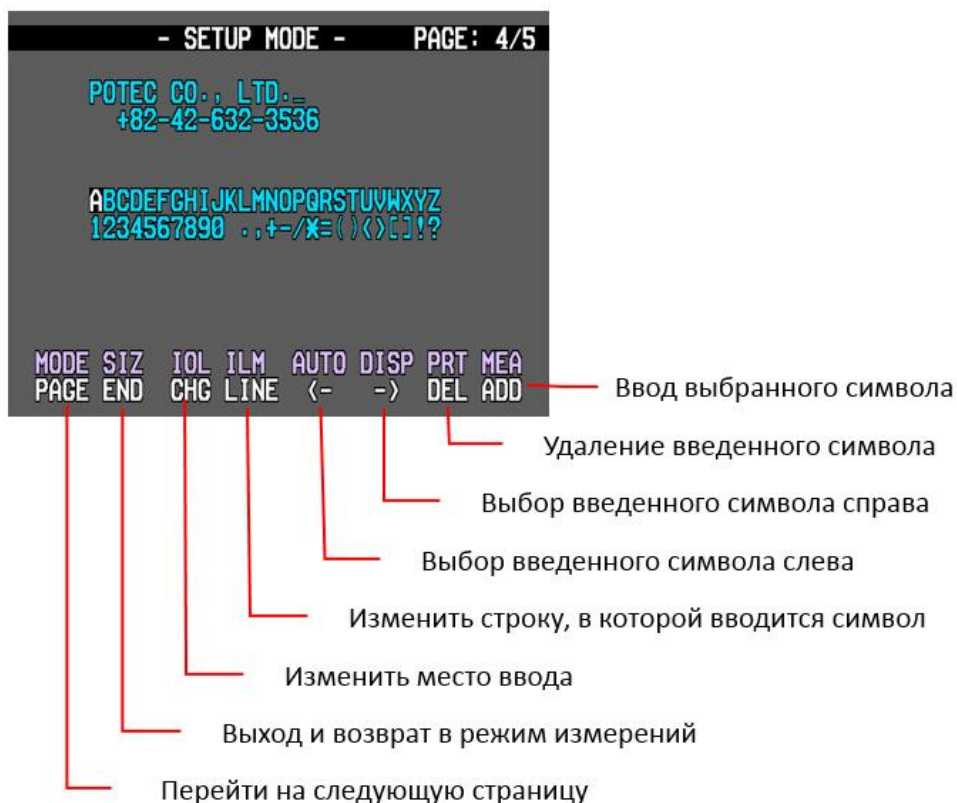 - SETUP MODE - PAGE: 4/5
POTEC CO., LTD._
+82-42-632-3536
ABCDEFGHIJKLMNOPQRSTUVWXYZ
1234567890 .,+-/*=()<>[]!?
MODE SIZ IOL ILM AUTO DISP PRT MEA
PAGE END CHG LINE <- -> DEL ADD
Ввод выбранного символа
Удаление введенного символа
Выбор введенного символа справа
Выбор введенного символа слева
Изменить строку, в которой вводится символ
Изменить место ввода
Выход и возврат в режим измерений
Перейти на следующую страницу